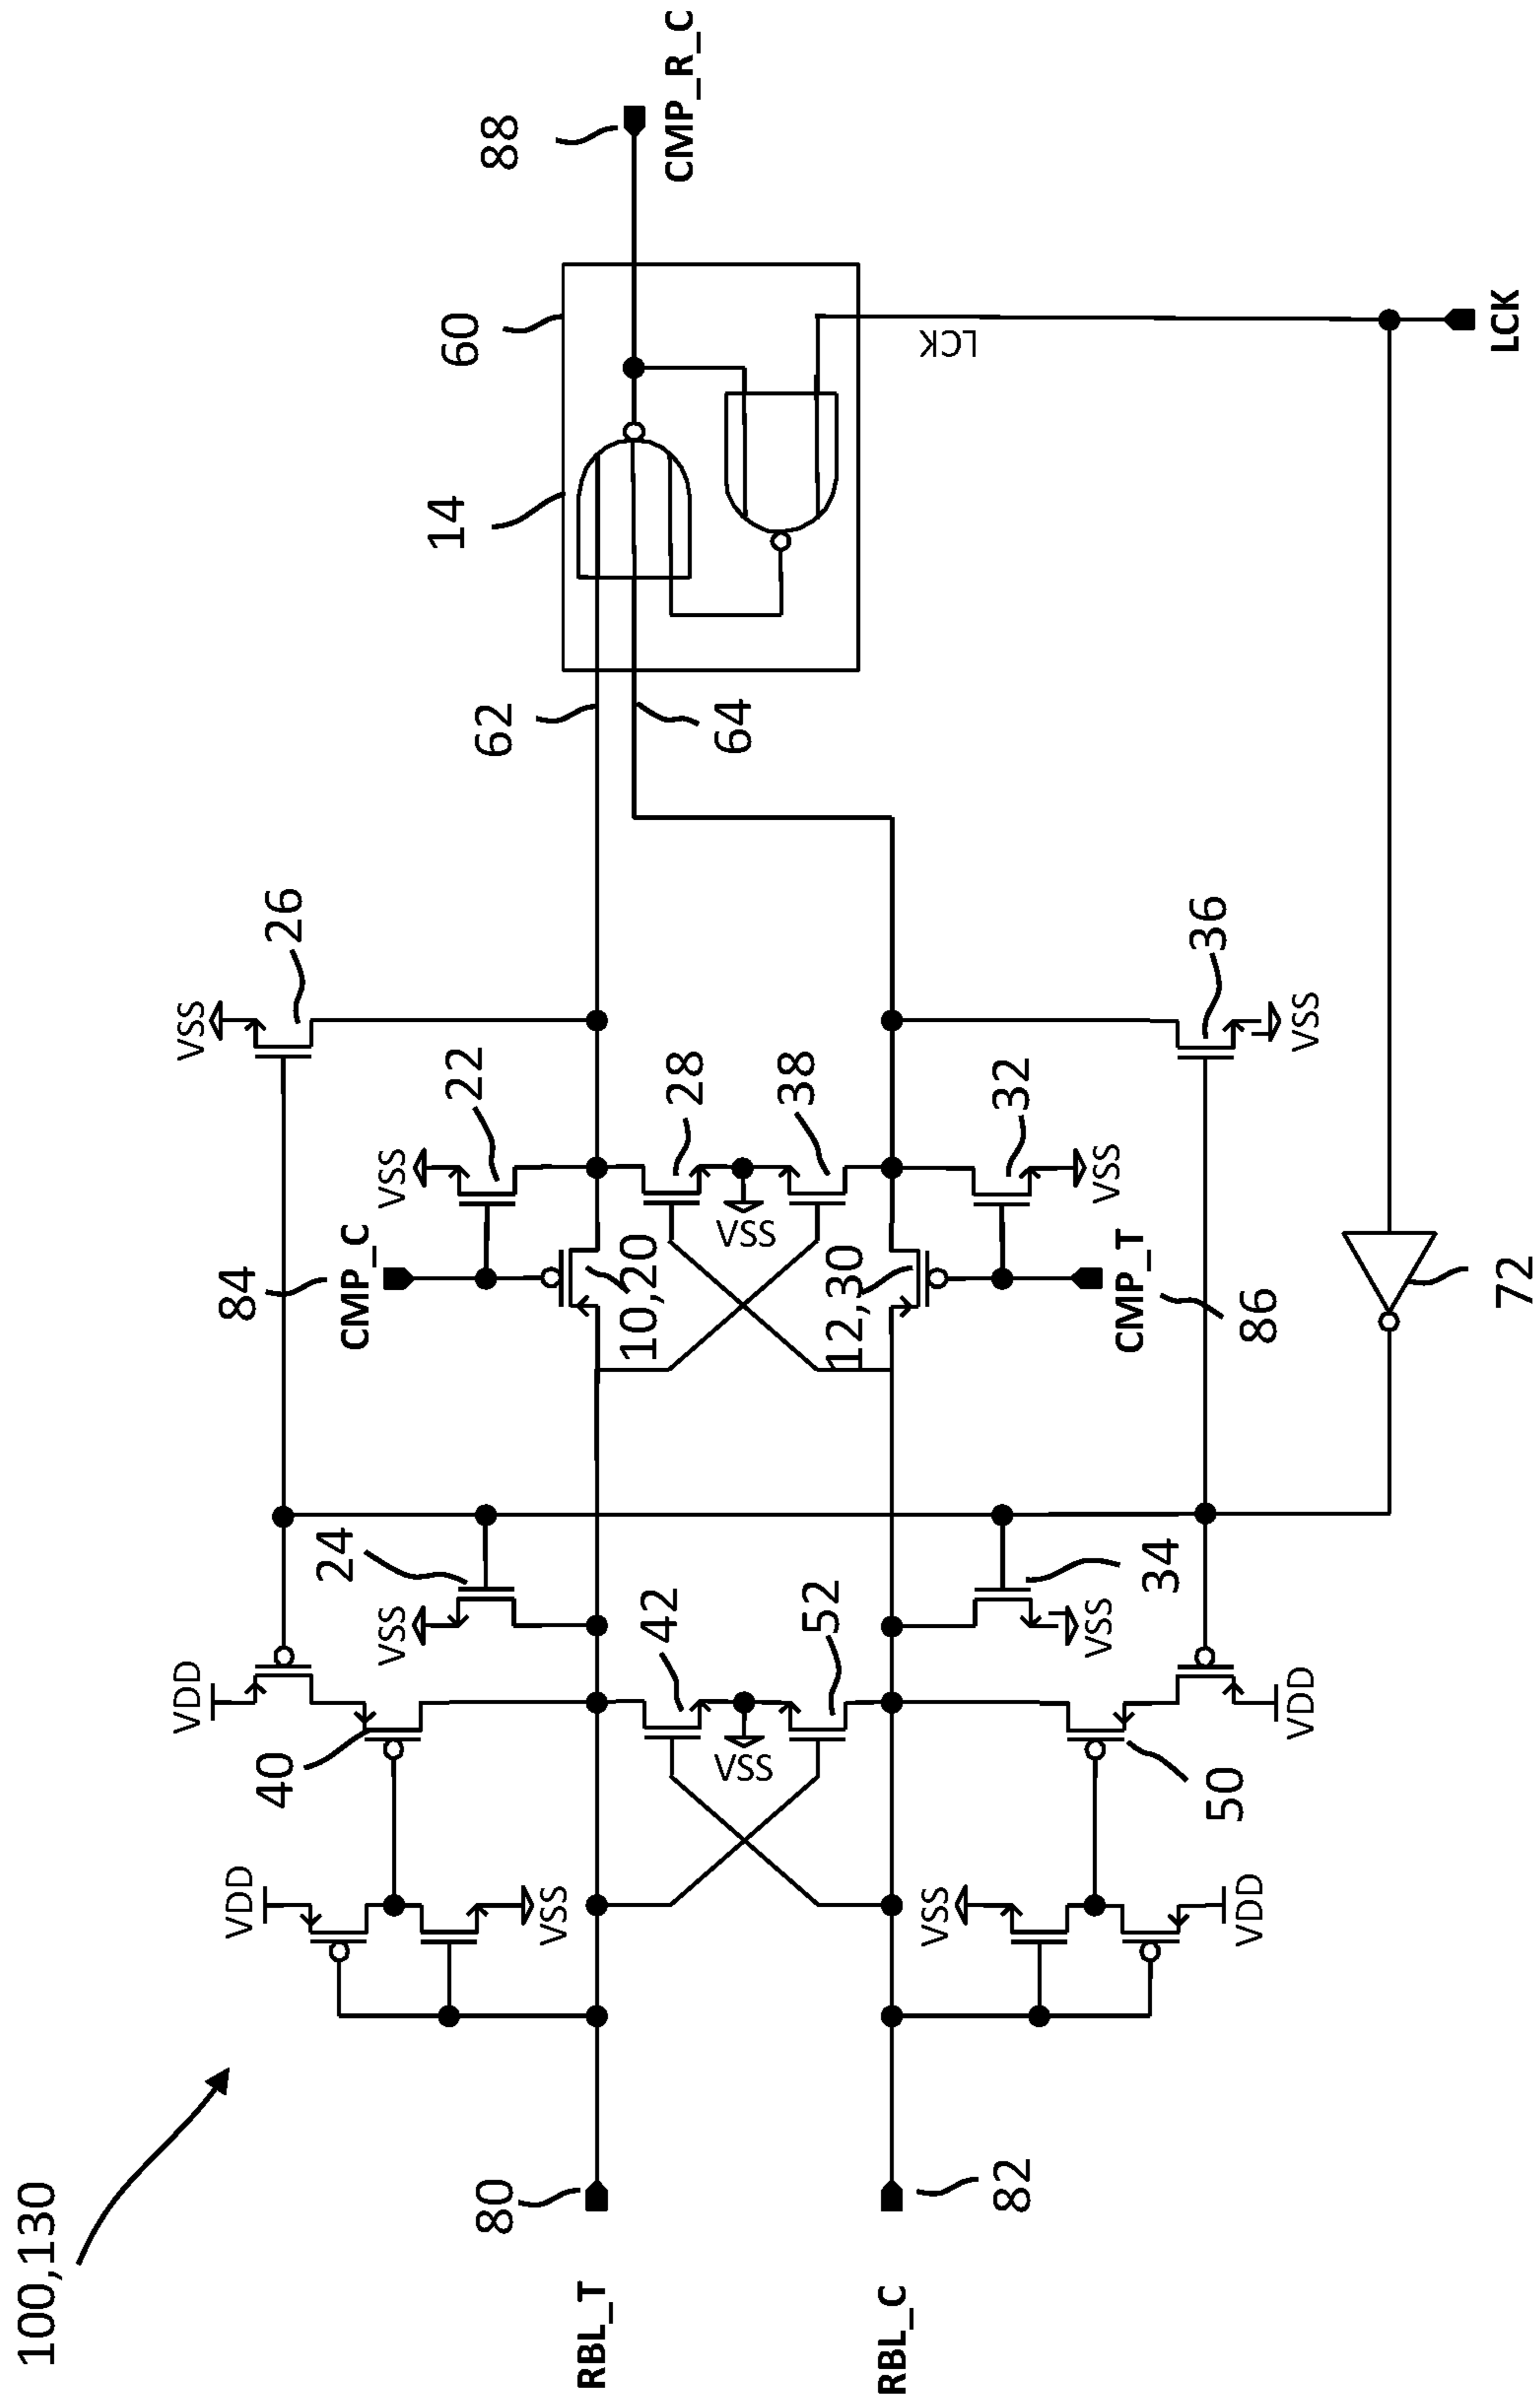 100,130
RBL_T
80
RBL_C
82
VDD
VSS
VSS
VDD
VDD
40
24
VSS
42
VSS
52
34
VSS
50
VDD
84
CMP_C
10,20
12,30
CMP_T
86
72
VSS
26
VSS
22
28
VSS
38
32
VSS
36
VSS
62
64
14
60
LCK
88
CMP_R_C
LCK